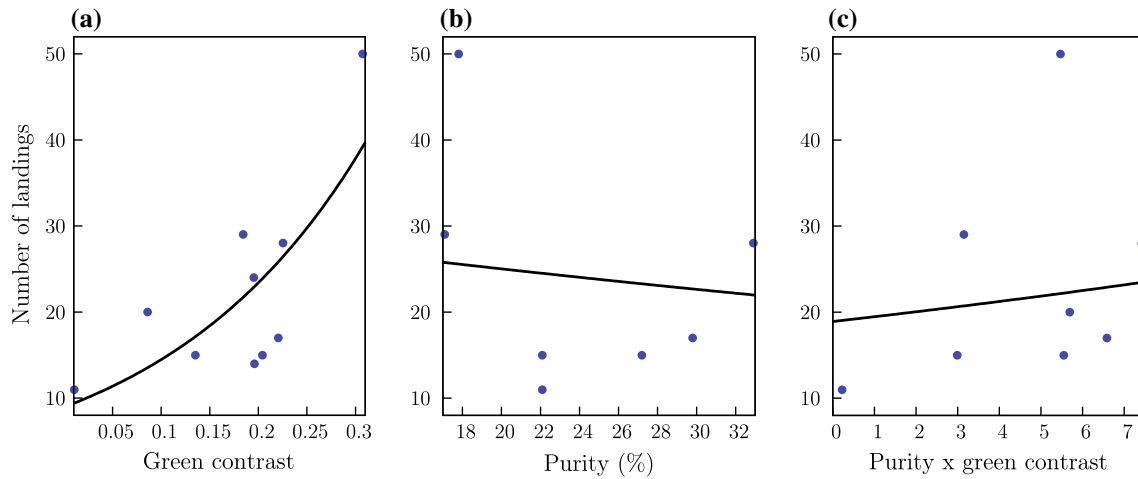 (a)
(b)
(c)
Number of landings
50
40
30
20
10
0.05 0.1 0.15 0.2 0.25 0.3
Green contrast
50
40
30
20
10
18 20 22 24 26 28 30 32
Purity (%)
50
40
30
20
10
0 1 2 3 4 5 6 7
Purity x green contrast